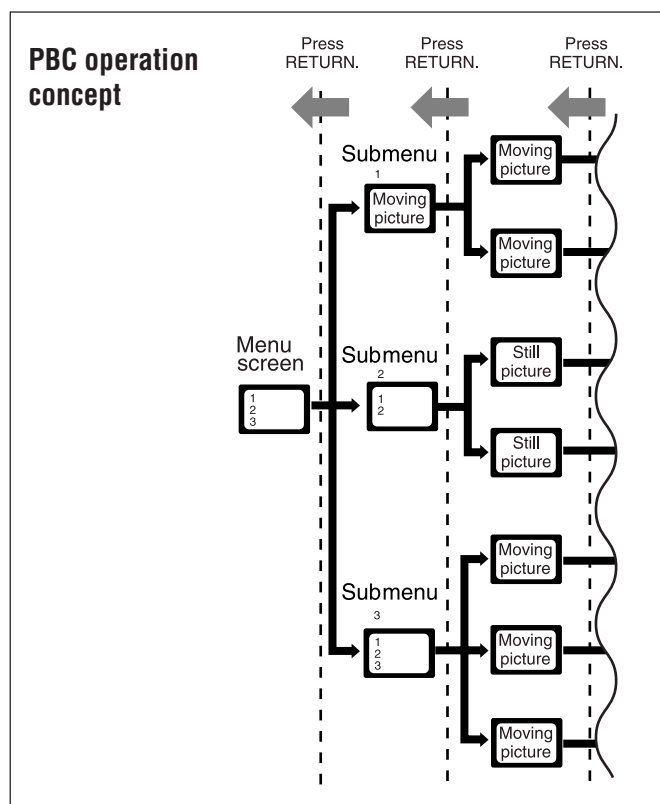 PBC operation
concept
Press
RETURN.
Press
RETURN.
Press
RETURN.
Submenu
1
Moving
picture
Moving
picture
Moving
picture
Menu
screen
1
2
3
Submenu
2
1
2
Still
picture
Still
picture
Submenu
3
1
2
3
Moving
picture
Moving
picture
Moving
picture